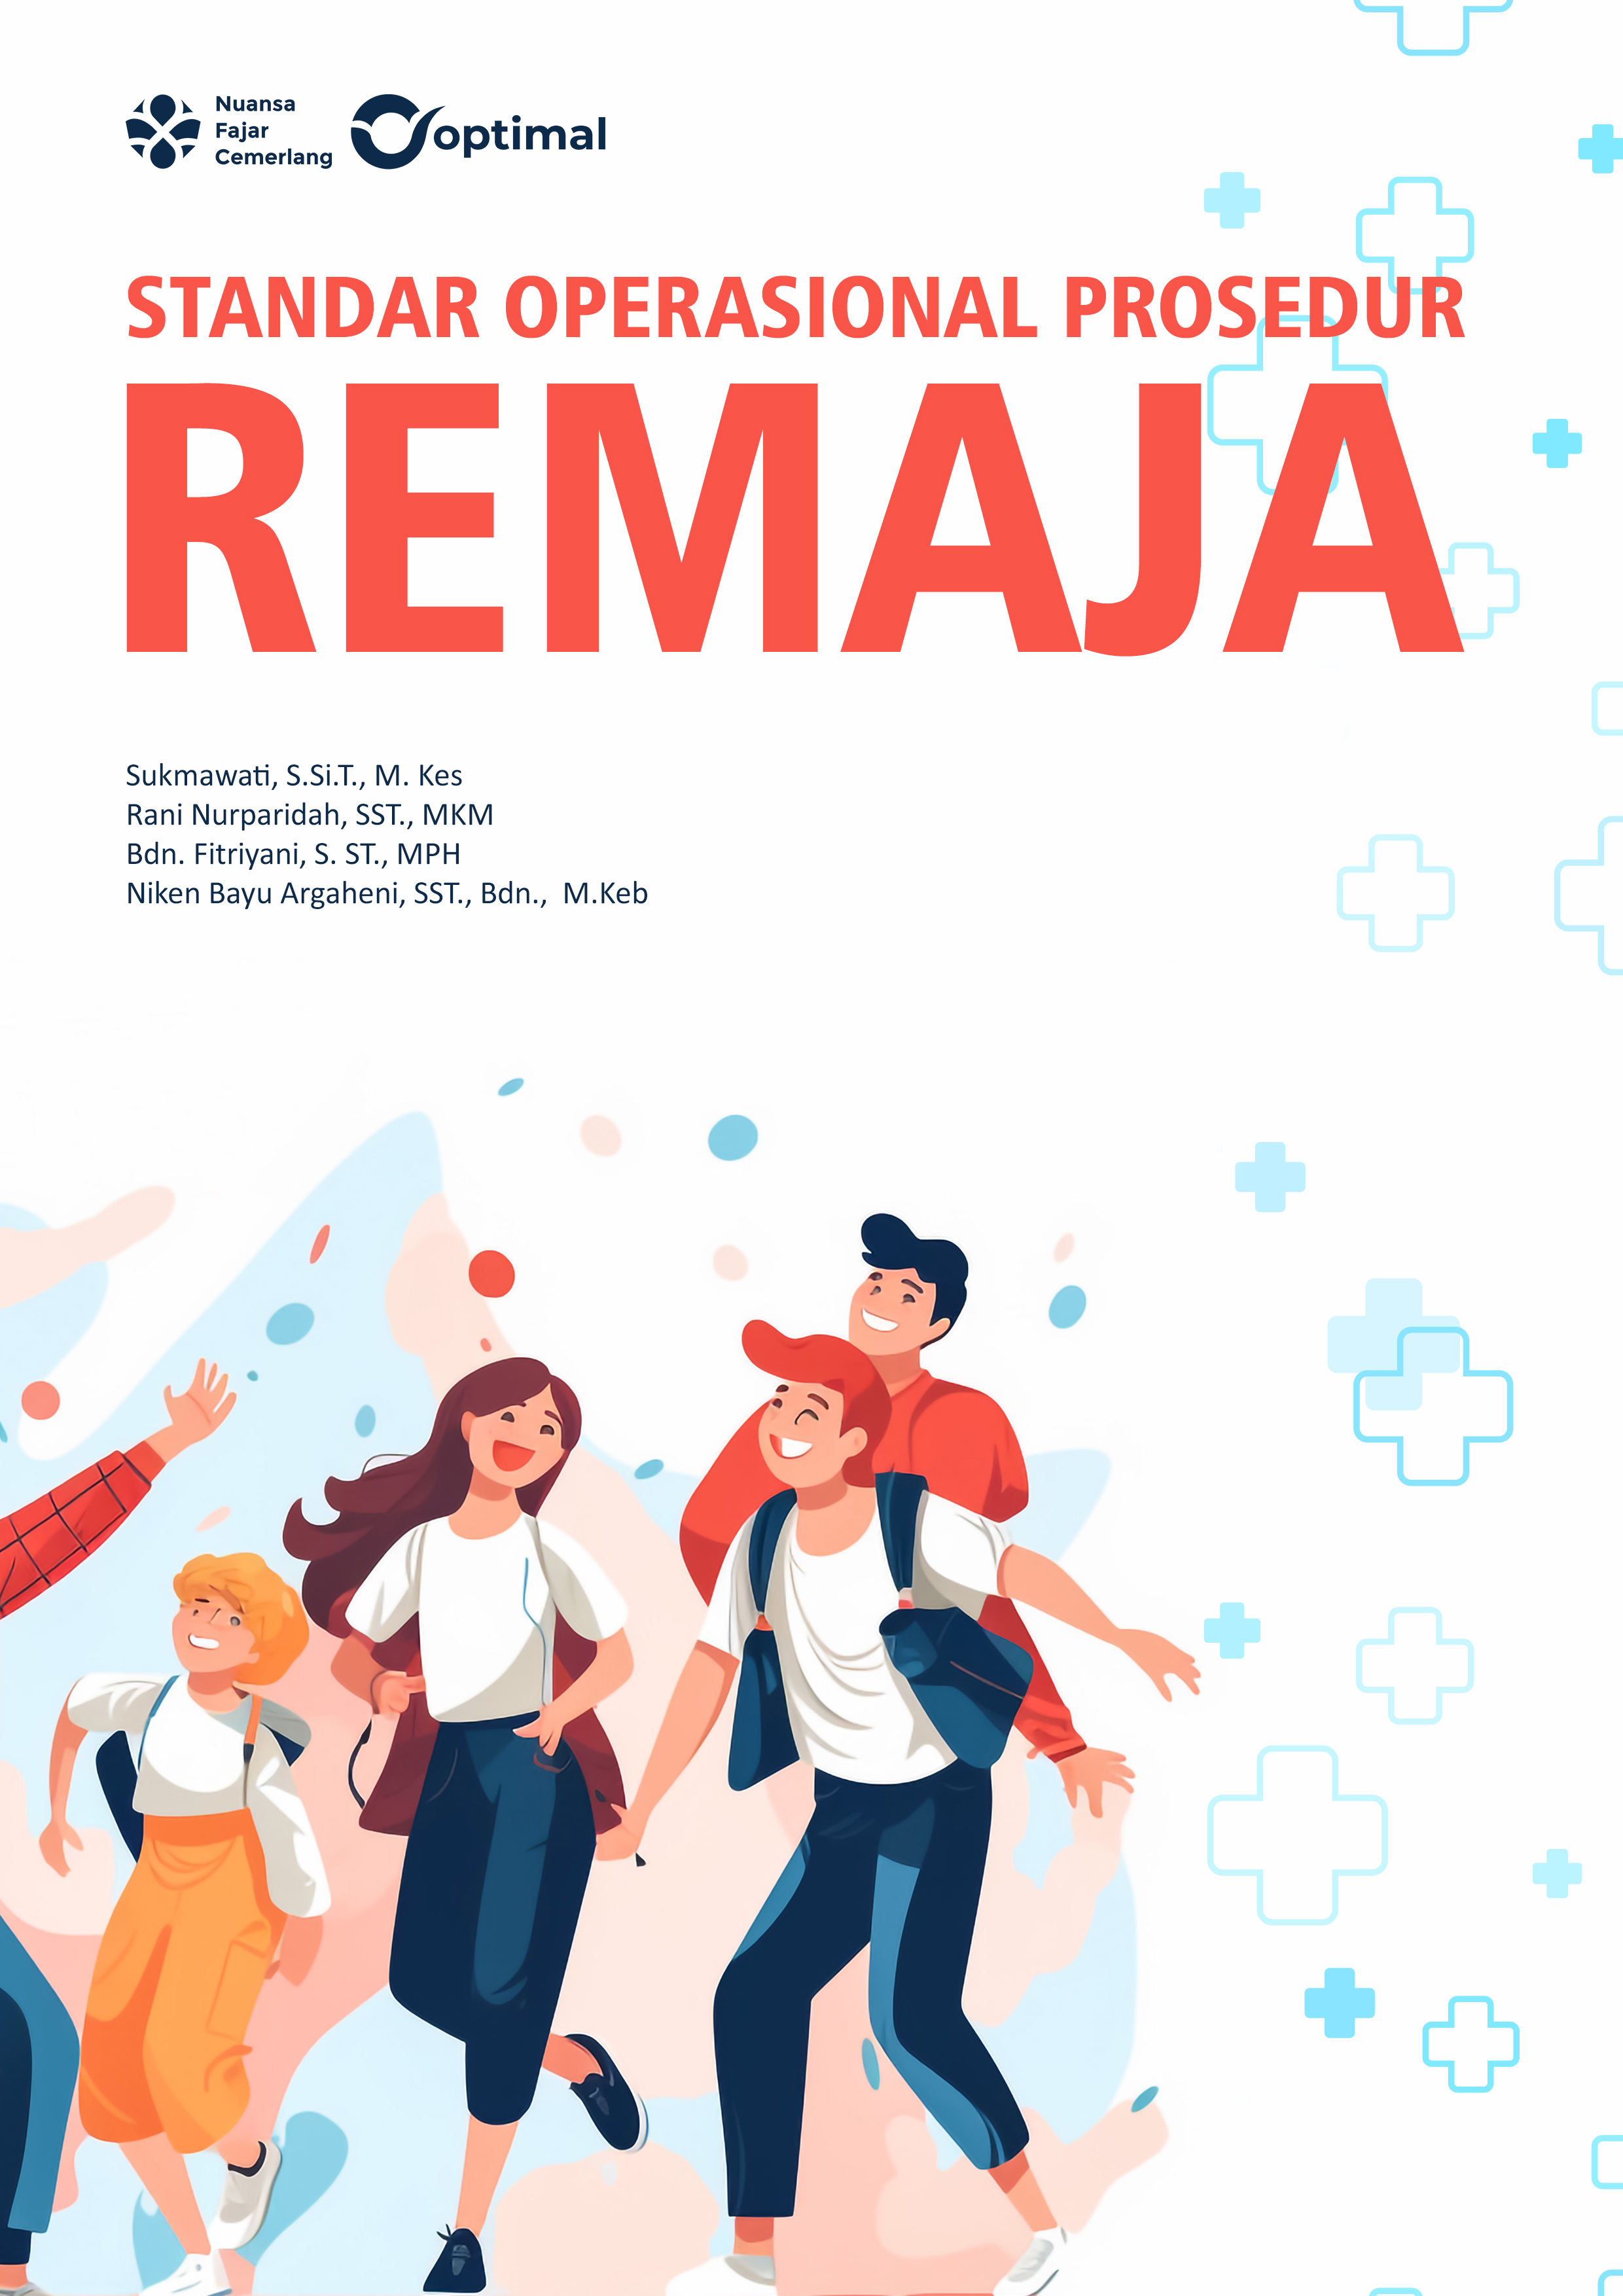 Nuansa
Fajar
Cemerlang
optimal
STANDAR OPERASIONAL PROSEDUR
REMAJA
Sukmawati, S.Si.T., M. Kes
Rani Nurparidah, SST., MKM
Bdn. Fitriyani, S. ST., MPH
Niken Bayu Argaheni, SST., Bdn.,  M.Keb